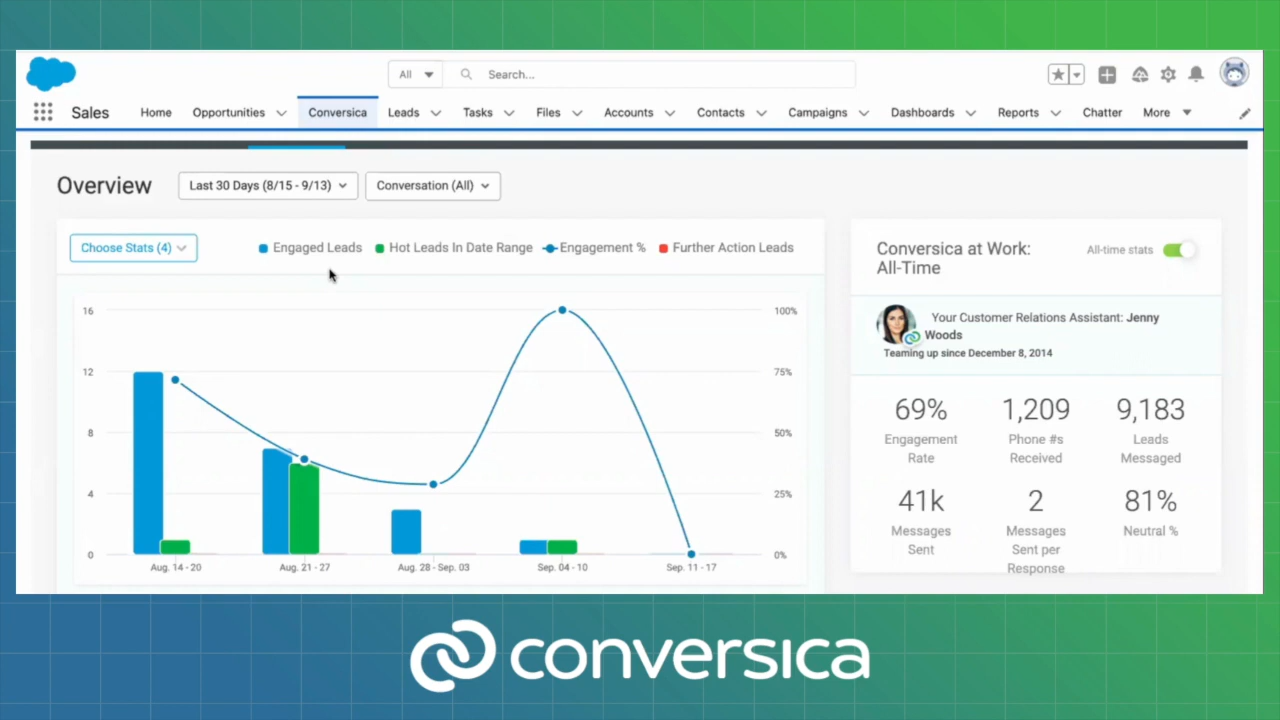 All
Search...
Sales
Home
Opportunities
Conversica
Leads
Tasks
Files
Accounts
Contacts
Campaigns
Dashboards
Reports
Chatter
More
Overview
Last 30 Days (8/15 - 9/13)
Conversation (All)
Choose Stats (4)
Engaged Leads
Hot Leads In Date Range
Engagement %
Further Action Leads
16
12
8
4
0
100%
75%
50%
25%
0%
Aug. 14 - 20
Aug. 21 - 27
Aug. 28 - Sep. 03
Sep. 04 - 10
Sep. 11 - 17
Conversica at Work:
All-Time
All-time stats
Your Customer Relations Assistant: Jenny
Woods
Teaming up since December 8, 2014
69%
Engagement
Rate
1,209
Phone #s
Received
9,183
Leads
Messaged
41k
Messages
Sent
2
Messages
Sent per
Response
81%
Neutral %
conversica